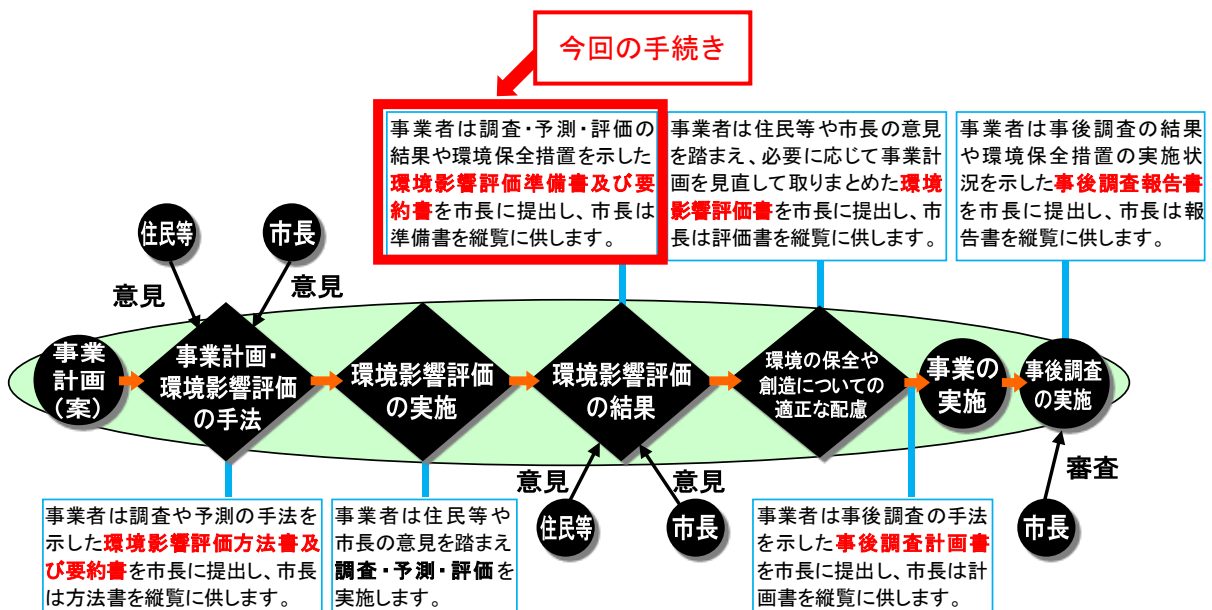 今回の手続き
事業者は調査・予測・評価の
結果や環境保全措置を示した
環境影響評価準備書及び要
約書を市長に提出し、市長は
準備書を縦覧に供します。
事業者は住民等や市長の意見
を踏まえ、必要に応じて事業計
画を見直して取りまとめた環境
影響評価書を市長に提出し、市
長は評価書を縦覧に供します。
事業者は事後調査の結果
や環境保全措置の実施状
況を示した事後調査報告書
を市長に提出し、市長は報
告書を縦覧に供します。
住民等
市長
意見
意見
事業
計画
(案)
事業計画・
環境影響評価
の手法
環境影響評価
の実施
環境影響評価
の結果
環境の保全や
創造についての
適正な配慮
事業の
実施
事後調査
の実施
意見
意見
審査
住民等
市長
市長
事業者は調査や予測の手法を
示した環境影響評価方法書及
び要約書を市長に提出し、市長
は方法書を縦覧に供します。
事業者は住民等や
市長の意見を踏まえ
調査・予測・評価を
実施します。
事業者は事後調査の手法
を示した事後調査計画書
を市長に提出し、市長は計
画書を縦覧に供します。